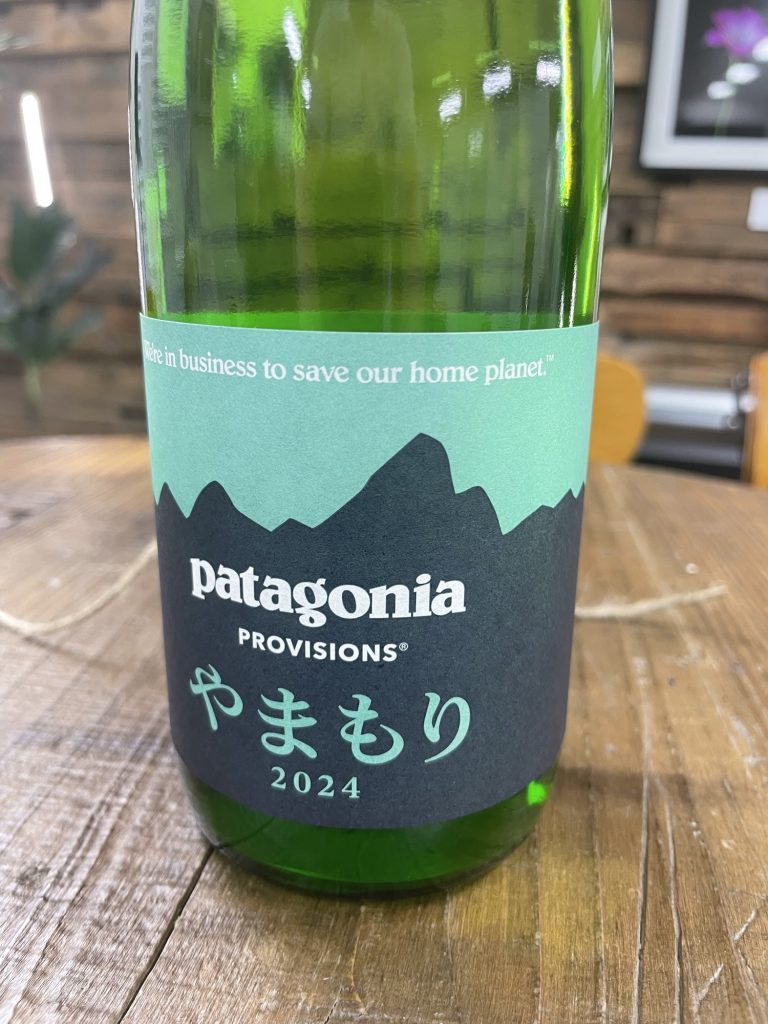 We're in business to save our home planet.™
patagonia
PROVISIONS®
やまもり
2024